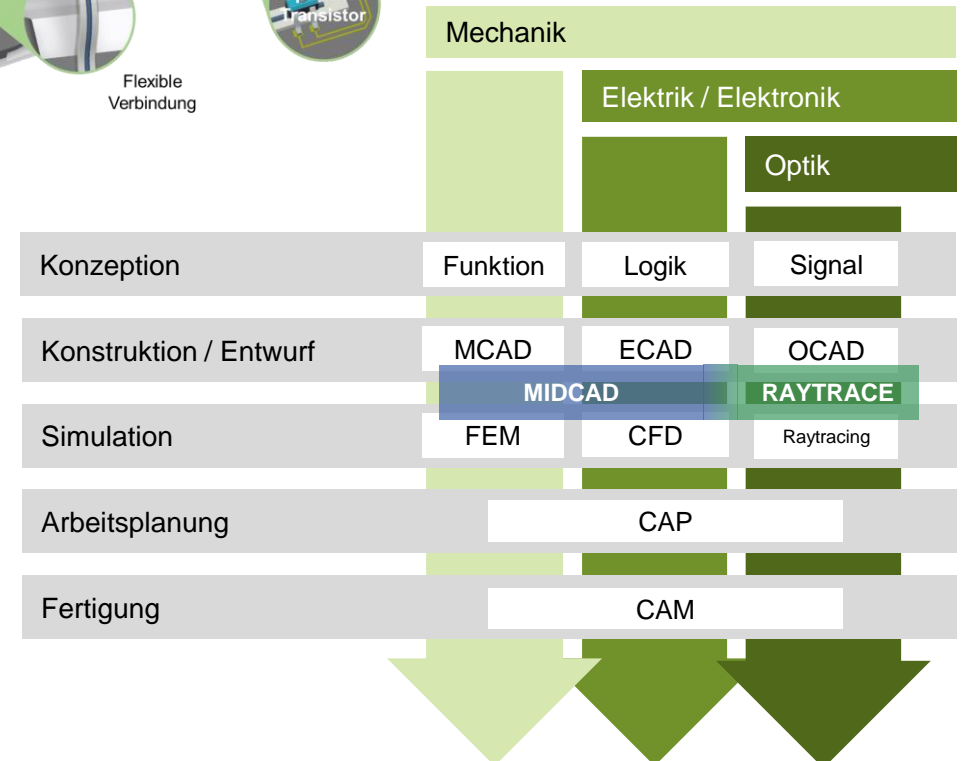 Transistor
Flexible
Verbindung
Mechanik
Elektrik / Elektronik
Optik
Konzeption
Funktion
Logik
Signal
Konstruktion / Entwurf
MCAD
ECAD
OCAD
MIDCAD
RAYTRACE
Simulation
FEM
CFD
Raytracing
Arbeitsplanung
CAP
Fertigung
CAM